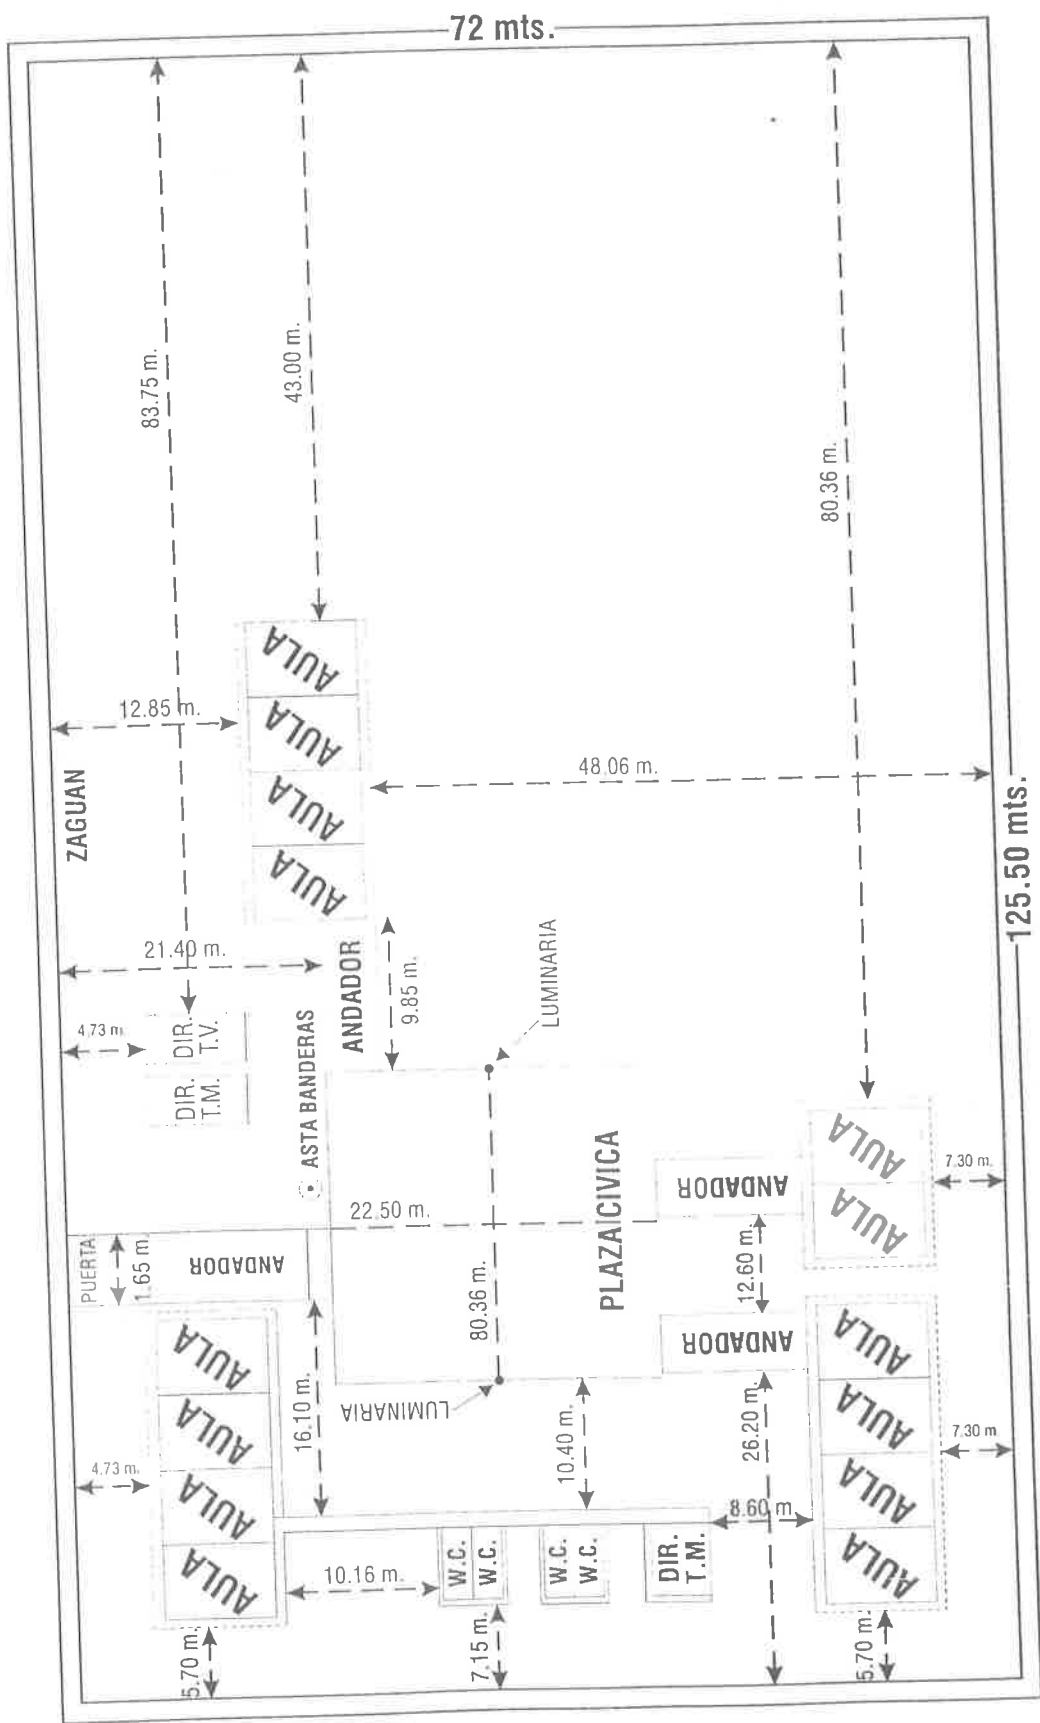 72 mts.
83.75 m.
43.00 m.
80.36 m.
AULA
12.85 m.
AULA
48.06 m.
ZAGUAN
AULA
125.50 mts.
AULA
21.40 m.
ANDADOR
9.85 m.
LUMINARIA
4.73 m.
DIR.
T.V.
DIR.
T.M.
ASTA BANDERAS
AULA
7.30 m.
PLAZAICIVICA
ANDADOR
AULA
22.50 m.
PUERTA
1.65 m.
ANDADOR
80.36 m.
12.60 m.
AULA
ANDADOR
AULA
16.10 m.
LUMINARIA
10.40 m.
26.20 m.
AULA
AULA
7.30 m
4.73 m.
AULA
AULA
8.60 m
AULA
10.16 m.
W.C.
W.C.
W.C.
W.C.
DIR.
T.M.
AULA
5.70 m.
7.15 m.
5.70 m.